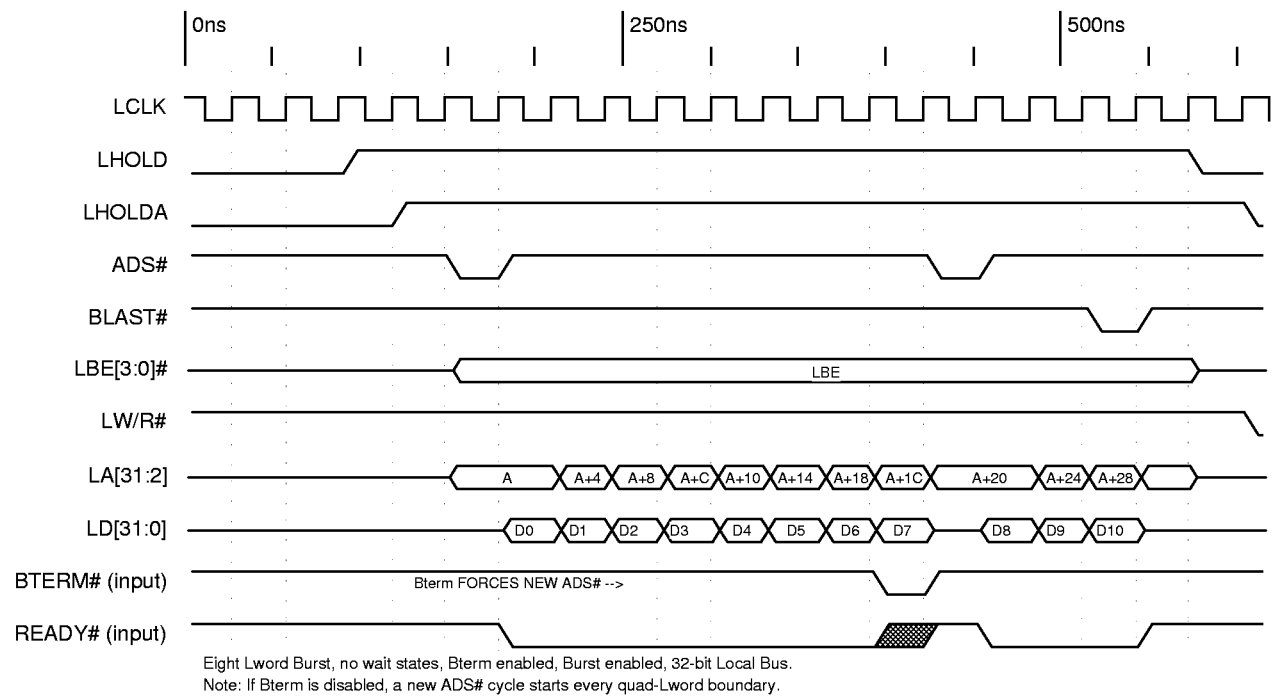 0ns 250ns 500ns
LCLK
LHOLD
LHOLDA
ADS#
BLAST#
LBE[3:0]# LBE
LW/R#
LA[31:2] A A+4 A+8 A+C A+10 A+14 A+18 A+1C A+20 A+24 A+28
LD[31:0] D0 D1 D2 D3 D4 D5 D6 D7 D8 D9 D10
BTERM# (input) Bterm FORCES NEW ADS# -->
READY# (input)
Eight Lword Burst, no wait states, Bterm enabled, Burst enabled, 32-bit Local Bus.
Note: If Bterm is disabled, a new ADS# cycle starts every quad-Lword boundary.